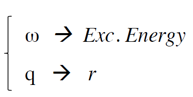 ω → Exc. Energy
q → r